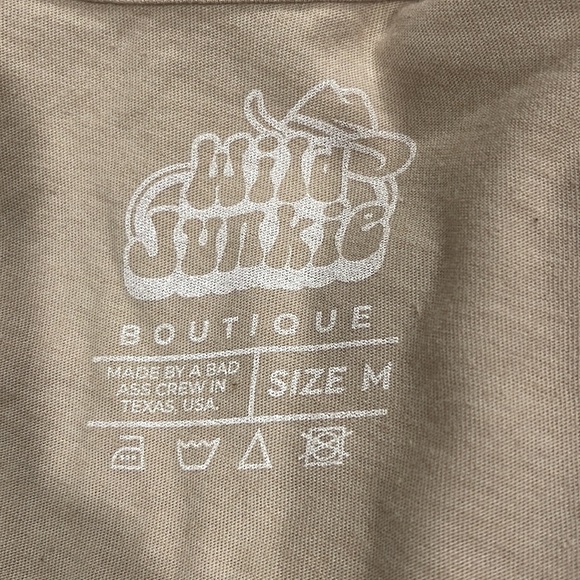 Wild
Junkie
BOUTIQUE
MADE BY A BAD
ASS CREW IN
TEXAS, USA.
SIZE M